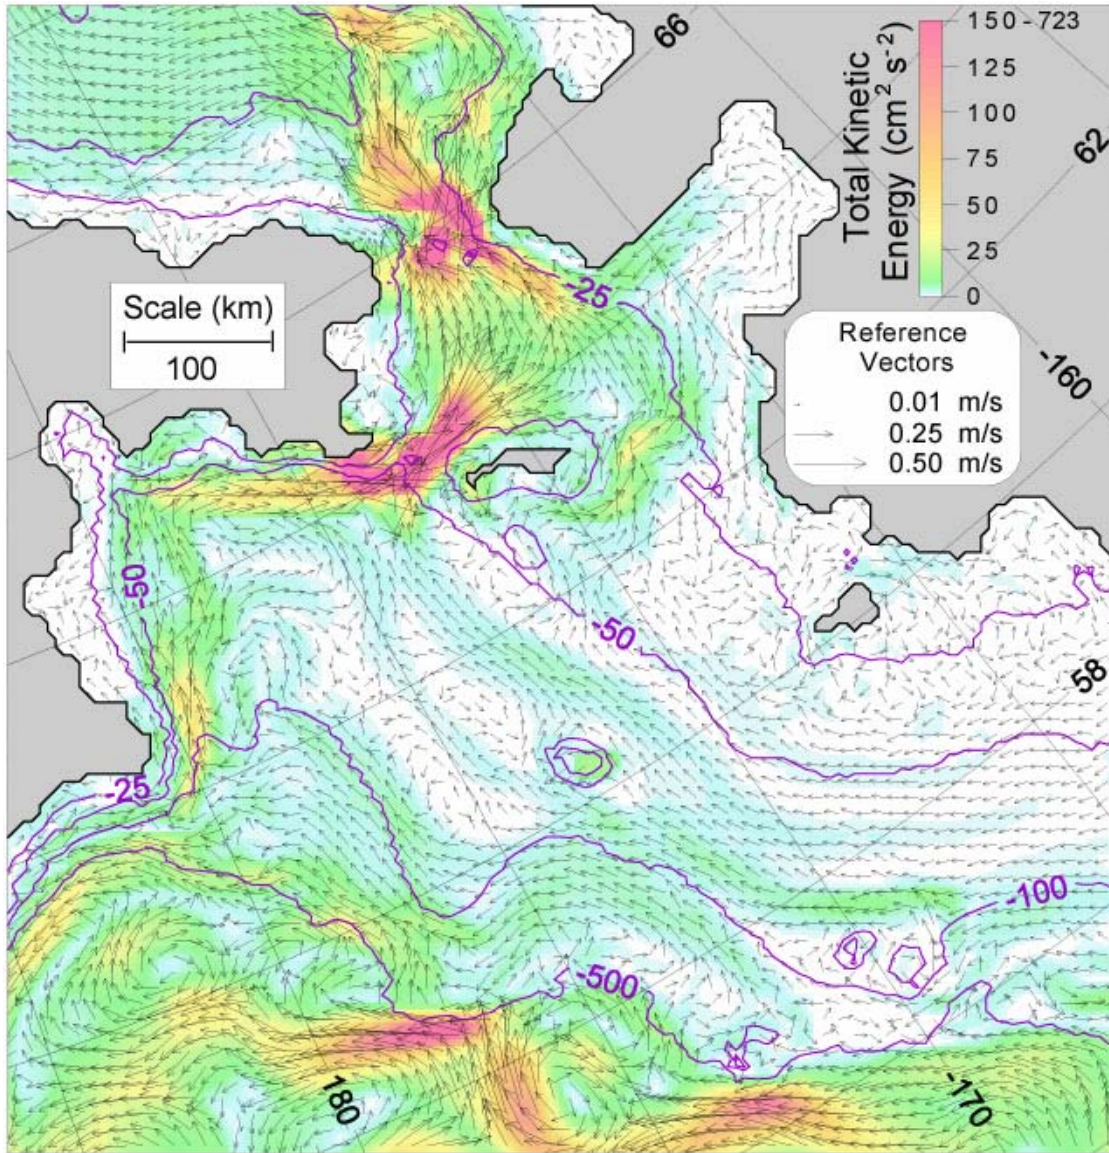 150 - 723
125
100
75
50
25
0
Total Kinetic
Energy (cm² s⁻²)
66
62
-160
Scale (km)
100
-25
Reference
Vectors
0.01 m/s
0.25 m/s
0.50 m/s
-50
-50
58
-25
-100
-500
180
-170